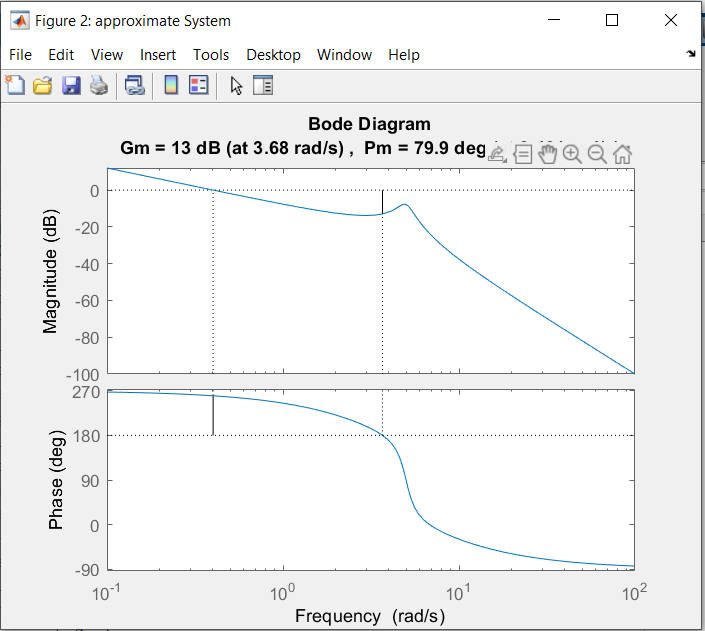 Figure 2: approximate System
File Edit View Insert Tools Desktop Window Help
Bode Diagram
Gm = 13 dB (at 3.68 rad/s) , Pm = 79.9 deg
Magnitude (dB)
0
-20
-40
-60
-80
-100
Phase (deg)
270
180
90
0
-90
10-1 100 101 102
Frequency (rad/s)